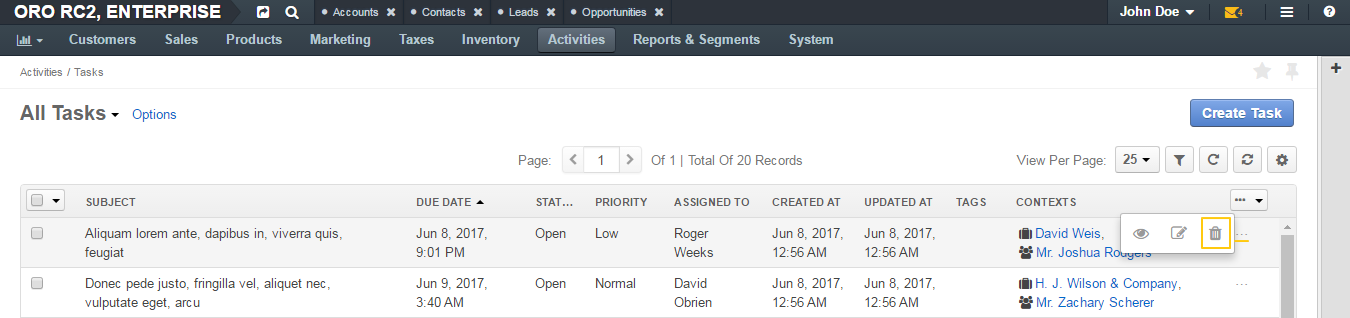 ORO RC2, ENTERPRISE Accounts Contacts Leads Opportunities John Doe 4
Customers Sales Products Marketing Taxes Inventory Activities Reports & Segments System
Activities / Tasks
All Tasks Options Create Task
Page: 1 Of 1 | Total Of 20 Records View Per Page: 25
SUBJECT DUE DATE STAT... PRIORITY ASSIGNED TO CREATED AT UPDATED AT TAGS CONTEXTS
Aliquam lorem ante, dapibus in, viverra quis, Jun 8, 2017, Open Low Roger Jun 8, 2017, Jun 8, 2017, David Weis,
feugiat 9:01 PM Weeks 12:56 AM 12:56 AM Mr. Joshua Rodgers
Donec pede justo, fringilla vel, aliquet nec, Jun 9, 2017, Open Normal David Jun 8, 2017, Jun 8, 2017, H. J. Wilson & Company,
vulputate eget, arcu 3:40 AM Obrien 12:56 AM 12:56 AM Mr. Zachary Scherer